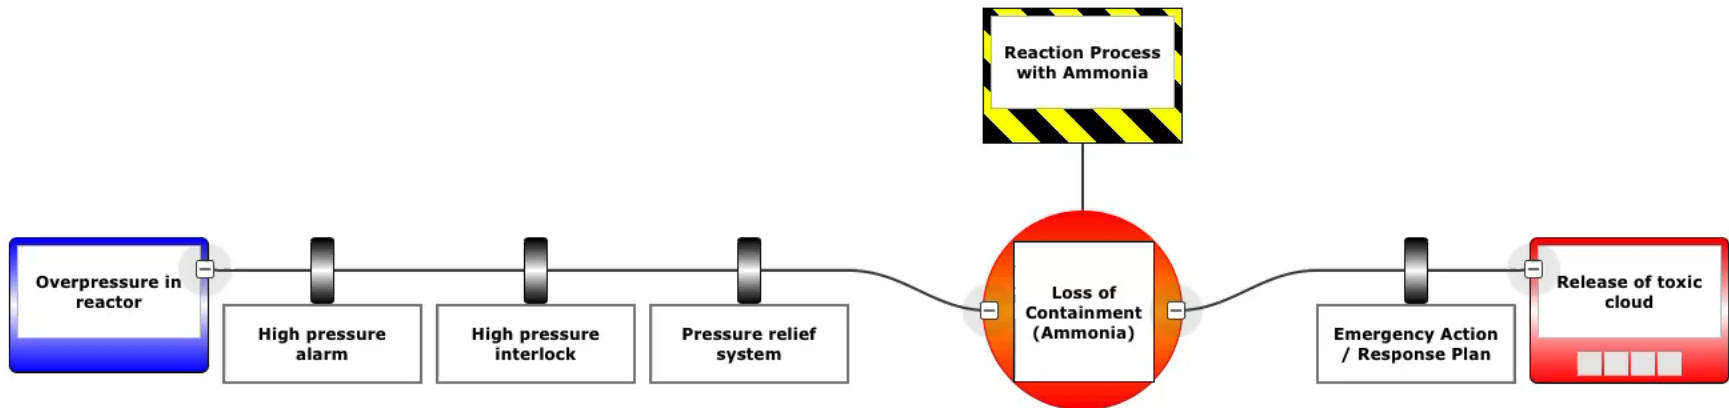 Reaction Process
with Ammonia
Overpressure in
reactor
High pressure
alarm
High pressure
interlock
Pressure relief
system
Loss of
Containment
(Ammonia)
Emergency Action
/ Response Plan
Release of toxic
cloud